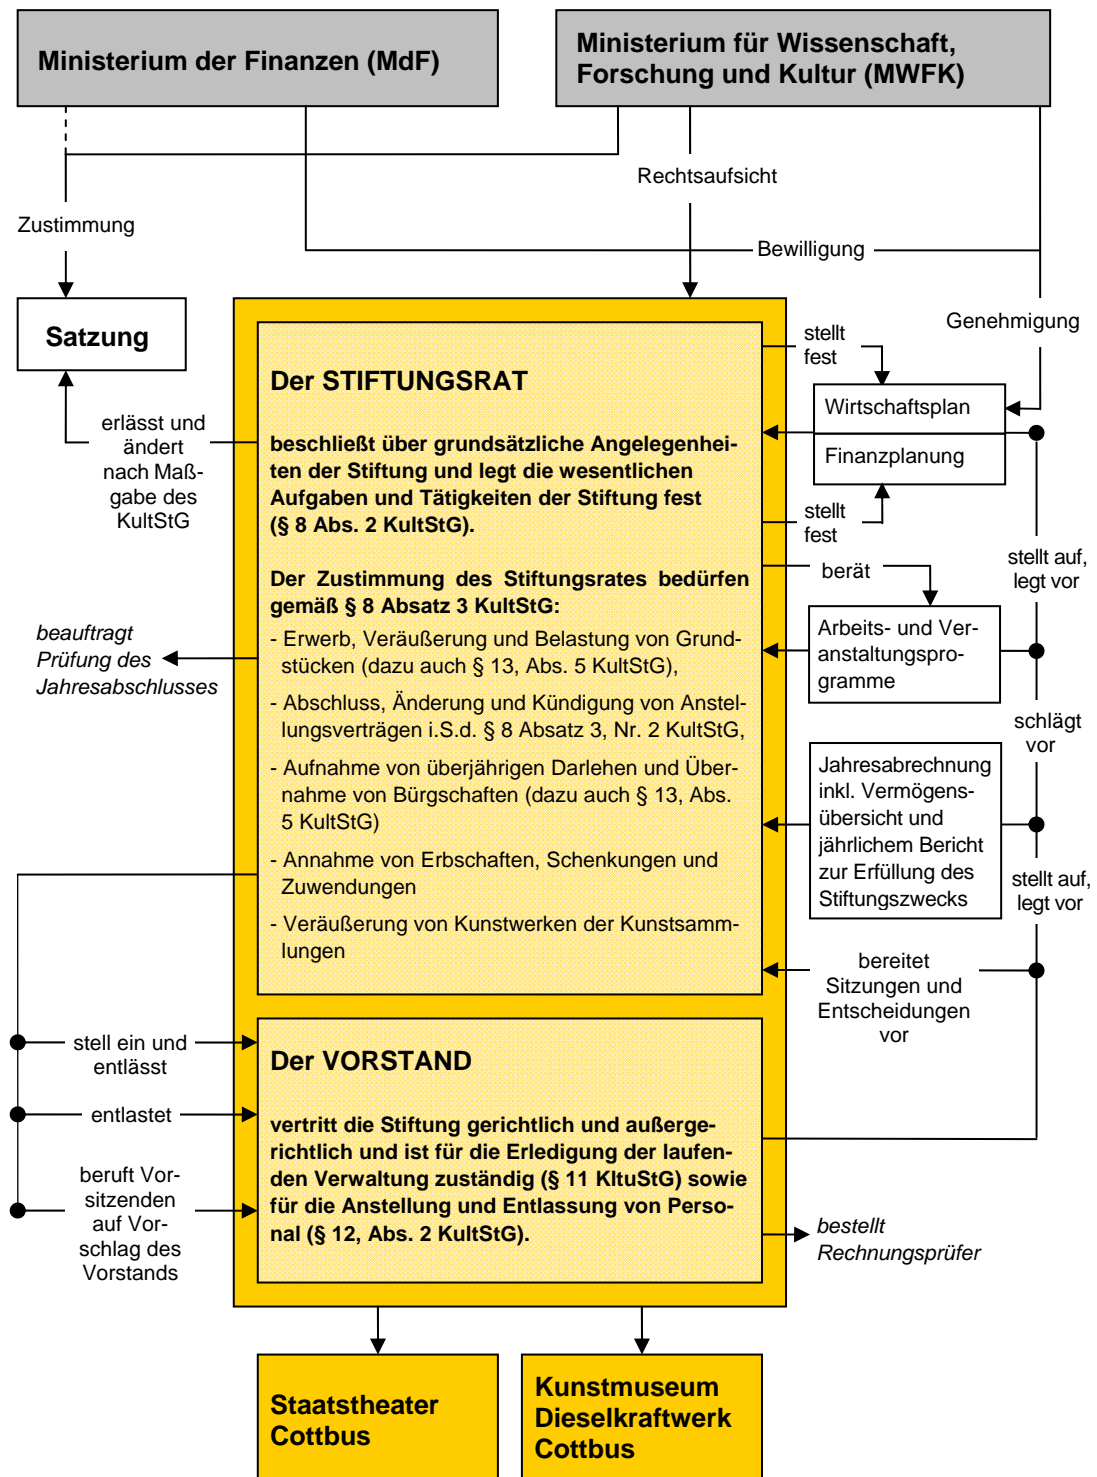 Ministerium der Finanzen (MdF)
Ministerium für Wissenschaft,
Forschung und Kultur (MWFK)
Rechtsaufsicht
Zustimmung
Bewilligung
Genehmigung
Satzung
erlässt und
ändert
nach Maß-
gabe des
KultStG
Der STIFTUNGSRAT
beschließt über grundsätzliche Angelegenhei-
ten der Stiftung und legt die wesentlichen
Aufgaben und Tätigkeiten der Stiftung fest
(§ 8 Abs. 2 KultStG).
Der Zustimmung des Stiftungsrates bedürfen
gemäß § 8 Absatz 3 KultStG:
- Erwerb, Veräußerung und Belastung von Grund-
stücken (dazu auch § 13, Abs. 5 KultStG),
- Abschluss, Änderung und Kündigung von Anstel-
lungsverträgen i.S.d. § 8 Absatz 3, Nr. 2 KultStG,
- Aufnahme von überjährigen Darlehen und Über-
nahme von Bürgschaften (dazu auch § 13, Abs.
5 KultStG)
- Annahme von Erbschaften, Schenkungen und
Zuwendungen
- Veräußerung von Kunstwerken der Kunstsamm-
lungen
beauftragt
Prüfung des
Jahresabschlusses
stellt
fest
Wirtschaftsplan
Finanzplanung
stellt
fest
stellt auf,
legt vor
berät
Arbeits- und Ver-
anstaltungspro-
gramme
schlägt
vor
Jahresabrechnung
inkl. Vermögens-
übersicht und
jährlichem Bericht
zur Erfüllung des
Stiftungszwecks
stellt auf,
legt vor
bereitet
Sitzungen und
Entscheidungen
vor
stell ein und
entlässt
entlastet
beruft Vor-
sitzenden
auf Vor-
schlag des
Vorstands
Der VORSTAND
vertritt die Stiftung gerichtlich und außerge-
richtlich und ist für die Erledigung der laufen-
den Verwaltung zuständig (§ 11 KltuStG) sowie
für die Anstellung und Entlassung von Perso-
nal (§ 12, Abs. 2 KultStG).
bestellt
Rechnungsprüfer
Staatstheater
Cottbus
Kunstmuseum
Dieselkraftwerk
Cottbus